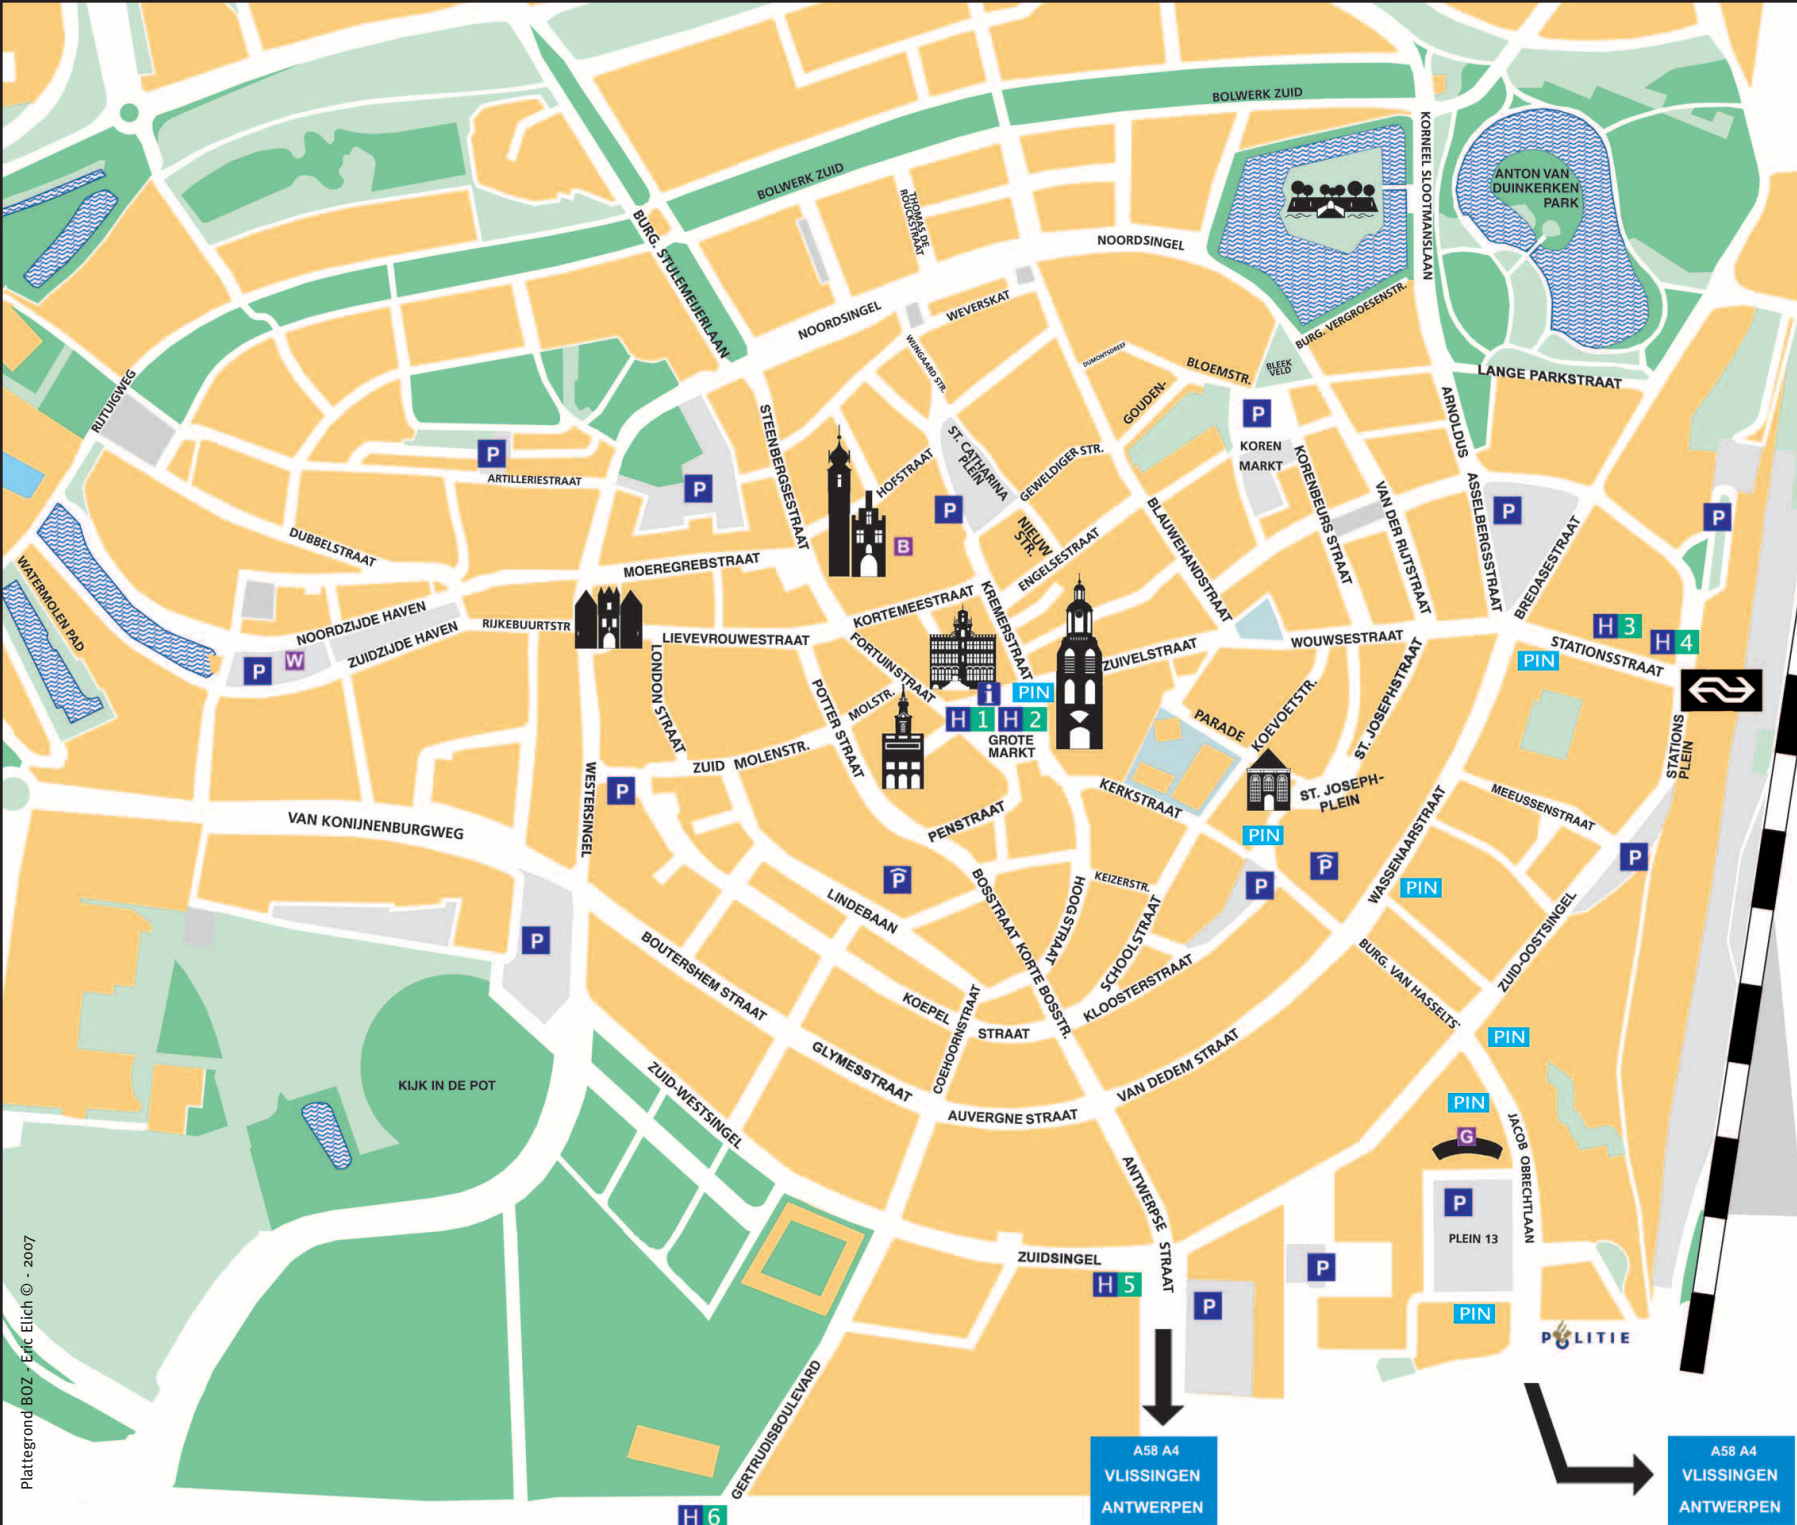 BOLWERK ZUID
BOLWERK ZUID
KORNEEL SLOOTMANSLAAN
ANTON VAN
DUINKERKEN
PARK
THOMAS DE
ROUCKSTRAAT
BURG. STULEMEIJERLAAN
NOORDSINGEL
NOORDSINGEL
WEVERSKAT
BURG. VERGROESENSTR.
WIJNGAARD STR.
DUMONTSDREEF
BLOEMSTR.
BLEEK
VELD
LANGE PARKSTRAAT
RIJTUIGWEG
GOUDEN-
ARNOLDUS
ASSELBERGSTRAAT
P
STEENBERGSESTRAAT
ST. CATHARINA
PLEIN
HOFSTRAAT
GEWELDIGER STR.
KOREN
MARKT
KORENBEURS STRAAT
VAN DER RIJTSTRAAT
P
ARTILLERIESTRAAT
P
P
P
P
BLAUWEHANDSTRAAT
NIEUW
STR.
ENGELSESTRAAT
BREDASESTRAAT
B
DUBBELSTRAAT
MOEREGREBSTRAAT
WATERMOLEN PAD
NOORDZIJDE HAVEN
ZUIDZIJDE HAVEN
RIJKEBUURTSTR
KORTEMEESTRAAT
KREMERSTRAAT
LIEVEVROUWESTRAAT
FORTUINSTRAAT
ZUIVELSTRAAT
WOUWSESTRAAT
H 3
H 4
STATIONSSTRAAT
PIN
P
W
LONDON STRAAT
POTTER STRAAT
MOLSTR.
i
PIN
H 1
H 2
GROTE
MARKT
PARADE
KOEVOETSTR.
ST. JOSEPHSTRAAT
STATIONS
PLEIN
ZUID MOLENSTR.
P
WESTERSINGEL
KERKSTRAAT
ST. JOSEPH-
PLEIN
MEEUSSENSTRAAT
VAN KONIJNENBURGWEG
PENSTRAAT
PIN
WASSENAARSTRAAT
P
P
P
P
PIN
KEIZERSTR.
HOOG STRAAT
LINDEBAAN
BOSSTRAAT
KORTE BOSSTR.
SCHOOLSTRAAT
KLOOSTERSTRAAT
P
BOUTERSHEM STRAAT
KOEPEL
STRAAT
COEHOORNSTRAAT
BURG. VAN HASSELTS
ZUID-OOSTSINGEL
PIN
GLYMESSTRAAT
AUVERGNE STRAAT
VAN DEDEM STRAAT
KIJK IN DE POT
ZUID-WESTSINGEL
PIN
G
JACOB OBRECHTLAAN
P
PLEIN 13
ANTWERPSE STRAAT
ZUIDSINGEL
H 5
P
P
PIN
POLITIE
GERTRUDISBOULEVARD
H 6
A58 A4
VLISSINGEN
ANTWERPEN
A58 A4
VLISSINGEN
ANTWERPEN
Plattegrond BOZ - Eric Elich © - 2007